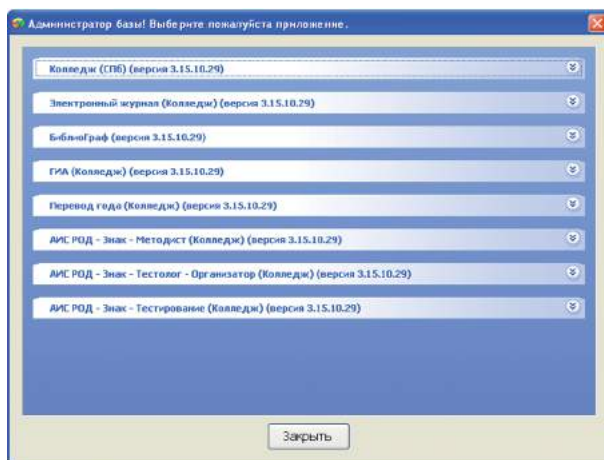 Администратор базы! Выберите пожалуйста приложение.
Колледж (СПб) (версия 3.15.10.29)
Электронный журнал (Колледж) (версия 3.15.10.29)
БиблиоГраф (версия 3.15.10.29)
ГИА (Колледж) (версия 3.15.10.29)
Перевод года (Колледж) (версия 3.15.10.29)
АИС РОД - Знак - Методист (Колледж) (версия 3.15.10.29)
АИС РОД - Знак - Тестолог - Организатор (Колледж) (версия 3.15.10.29)
АИС РОД - Знак - Тестирование (Колледж) (версия 3.15.10.29)
Закрыть